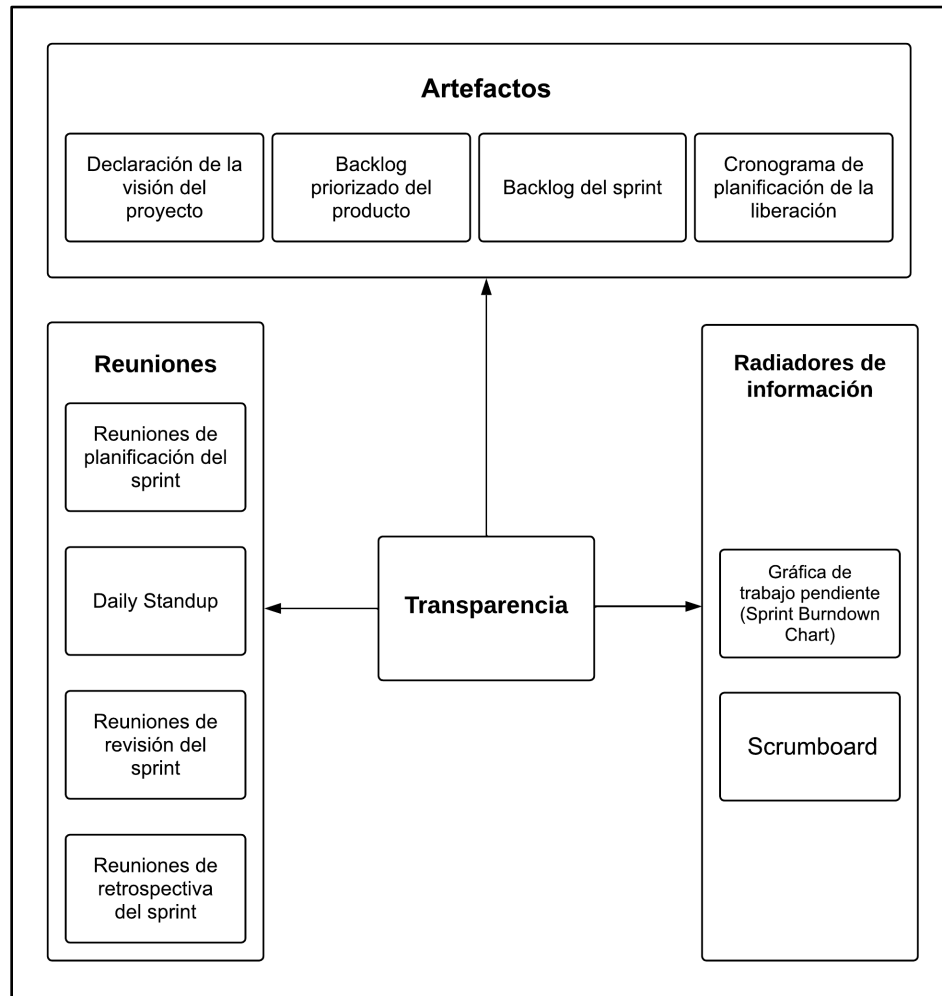 Artefactos
Declaración de la
visión del
proyecto
Backlog
priorizado del
producto
Backlog del sprint
Cronograma de
planificación de la
liberación
Reuniones
Reuniones de
planificación del
sprint
Daily Standup
Reuniones de
revisión del
sprint
Reuniones de
retrospectiva
del sprint
Transparencia
Radiadores de
información
Gráfica de
trabajo pendiente
(Sprint Burndown
Chart)
Scrumboard